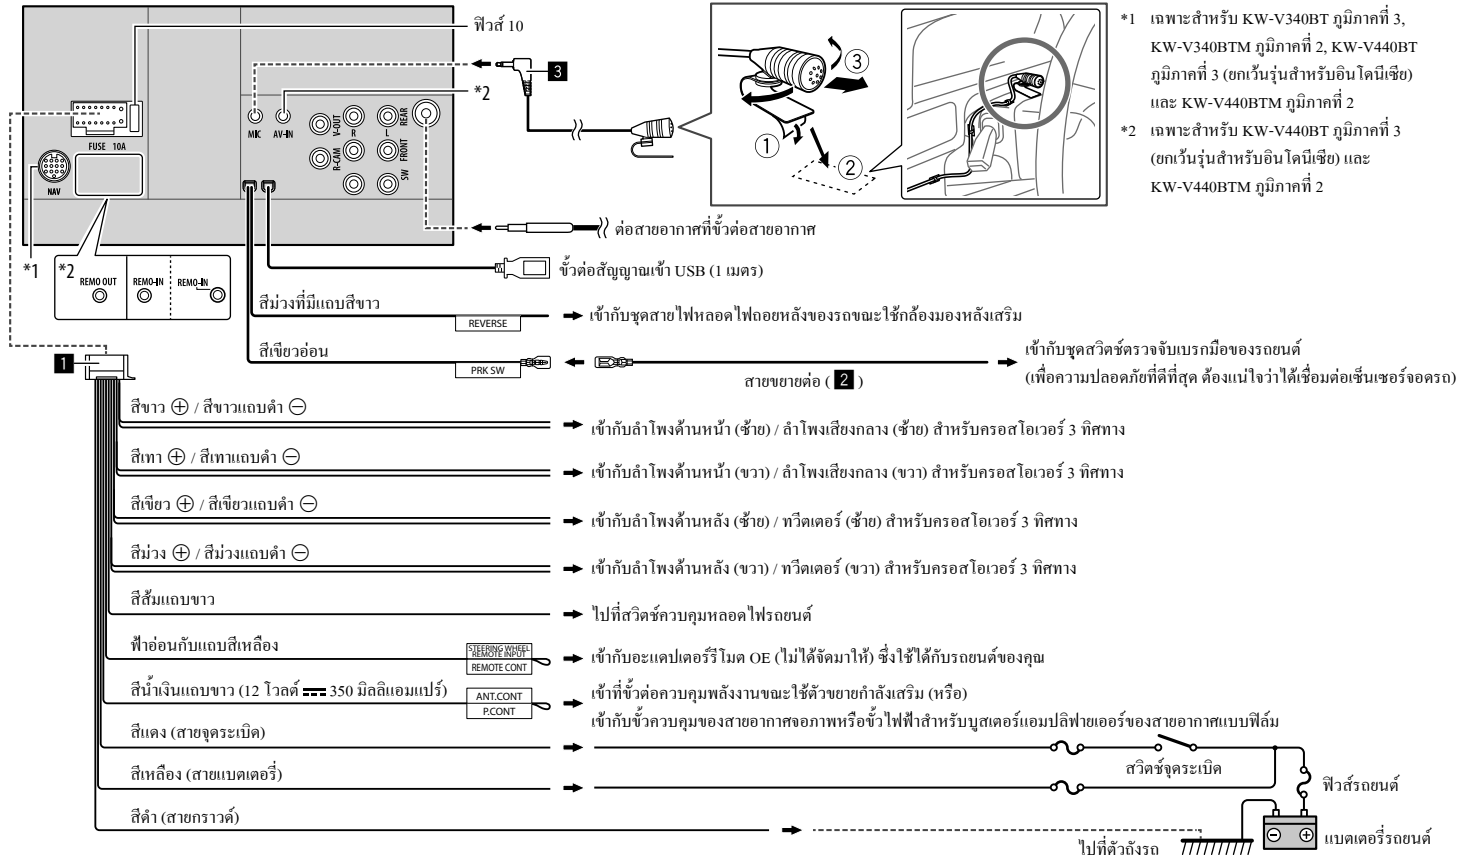 ฟิวส์ 10
3
*2
MIC
AV-IN
V-OUT
R-CAM
R
L
REAR
FRONT
SW
FUSE 10A
NAV
*1
*2
REMO OUT
REMO-IN
REMO-IN
1
2
3
*1 เฉพาะสำหรับ KW-V340BT ภูมิภาคที่ 3,
KW-V340BTM ภูมิภาคที่ 2, KW-V440BT
ภูมิภาคที่ 3 (ยกเว้นรุ่นสำหรับอินโดนีเซีย)
และ KW-V440BTM ภูมิภาคที่ 2
*2 เฉพาะสำหรับ KW-V440BT ภูมิภาคที่ 3
(ยกเว้นรุ่นสำหรับอินโดนีเซีย) และ
KW-V440BTM ภูมิภาคที่ 2
ต่อสายอากาศที่ขั้วต่อสายอากาศ
ขั้วต่อสัญญาณเข้า USB (1 เมตร)
สีม่วงที่มีแถบสีขาว
REVERSE
เข้ากับชุดสายไฟหลอดไฟถอยหลังของรถขณะใช้กล้องมองหลังเสริม
สีเขียวอ่อน
PRK SW
สายขยายต่อ ( 2 )
เข้ากับชุดสวิตช์ตรวจจับเบรกมือของรถยนต์
(เพื่อความปลอดภัยที่ดีที่สุด ต้องแน่ใจว่าได้เชื่อมต่อเซ็นเซอร์จอดรถ)
1
สีขาว ⊕ / สีขาวแถบดำ ⊖
เข้ากับลำโพงด้านหน้า (ซ้าย) / ลำโพงเสียงกลาง (ซ้าย) สำหรับครอสโอเวอร์ 3 ทิศทาง
สีเทา ⊕ / สีเทาแถบดำ ⊖
เข้ากับลำโพงด้านหน้า (ขวา) / ลำโพงเสียงกลาง (ขวา) สำหรับครอสโอเวอร์ 3 ทิศทาง
สีเขียว ⊕ / สีเขียวแถบดำ ⊖
เข้ากับลำโพงด้านหลัง (ซ้าย) / ทวีตเตอร์ (ซ้าย) สำหรับครอสโอเวอร์ 3 ทิศทาง
สีม่วง ⊕ / สีม่วงแถบดำ ⊖
เข้ากับลำโพงด้านหลัง (ขวา) / ทวีตเตอร์ (ขวา) สำหรับครอสโอเวอร์ 3 ทิศทาง
สีส้มแถบขาว
ไปที่สวิตช์ควบคุมหลอดไฟรถยนต์
ฟ้าอ่อนกับแถบสีเหลือง
STEERING WHEEL
REMOTE INPUT
REMOTE CONT
เข้ากับอะแดปเตอร์รีโมต OE (ไม่ได้จัดมาให้) ซึ่งใช้ได้กับรถยนต์ของคุณ
สีน้ำเงินแถบขาว (12 โวลต์ ⎓ 350 มิลลิแอมแปร์)
ANT.CONT
P.CONT
เข้าที่ขั้วต่อควบคุมพลังงานขณะใช้ตัวขยายกำลังเสริม (หรือ)
เข้ากับขั้วควบคุมของสายอากาศจอภาพหรือขั้วไฟฟ้าสำหรับบูสเตอร์แอมปลิฟายเออร์ของสายอากาศแบบฟิล์ม
สีแดง (สายจุดระเบิด)
สวิตช์จุดระเบิด
สีเหลือง (สายแบตเตอรี่)
ฟิวส์รถยนต์
สีดำ (สายกราวด์)
ไปที่ตัวถังรถ
แบตเตอรี่รถยนต์